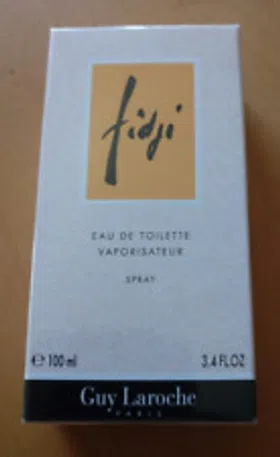 fidji
EAU DE TOILETTE
VAPORISATEUR
SPRAY
℮ 100 ml 3.4 FL.OZ
Guy Laroche
PARIS